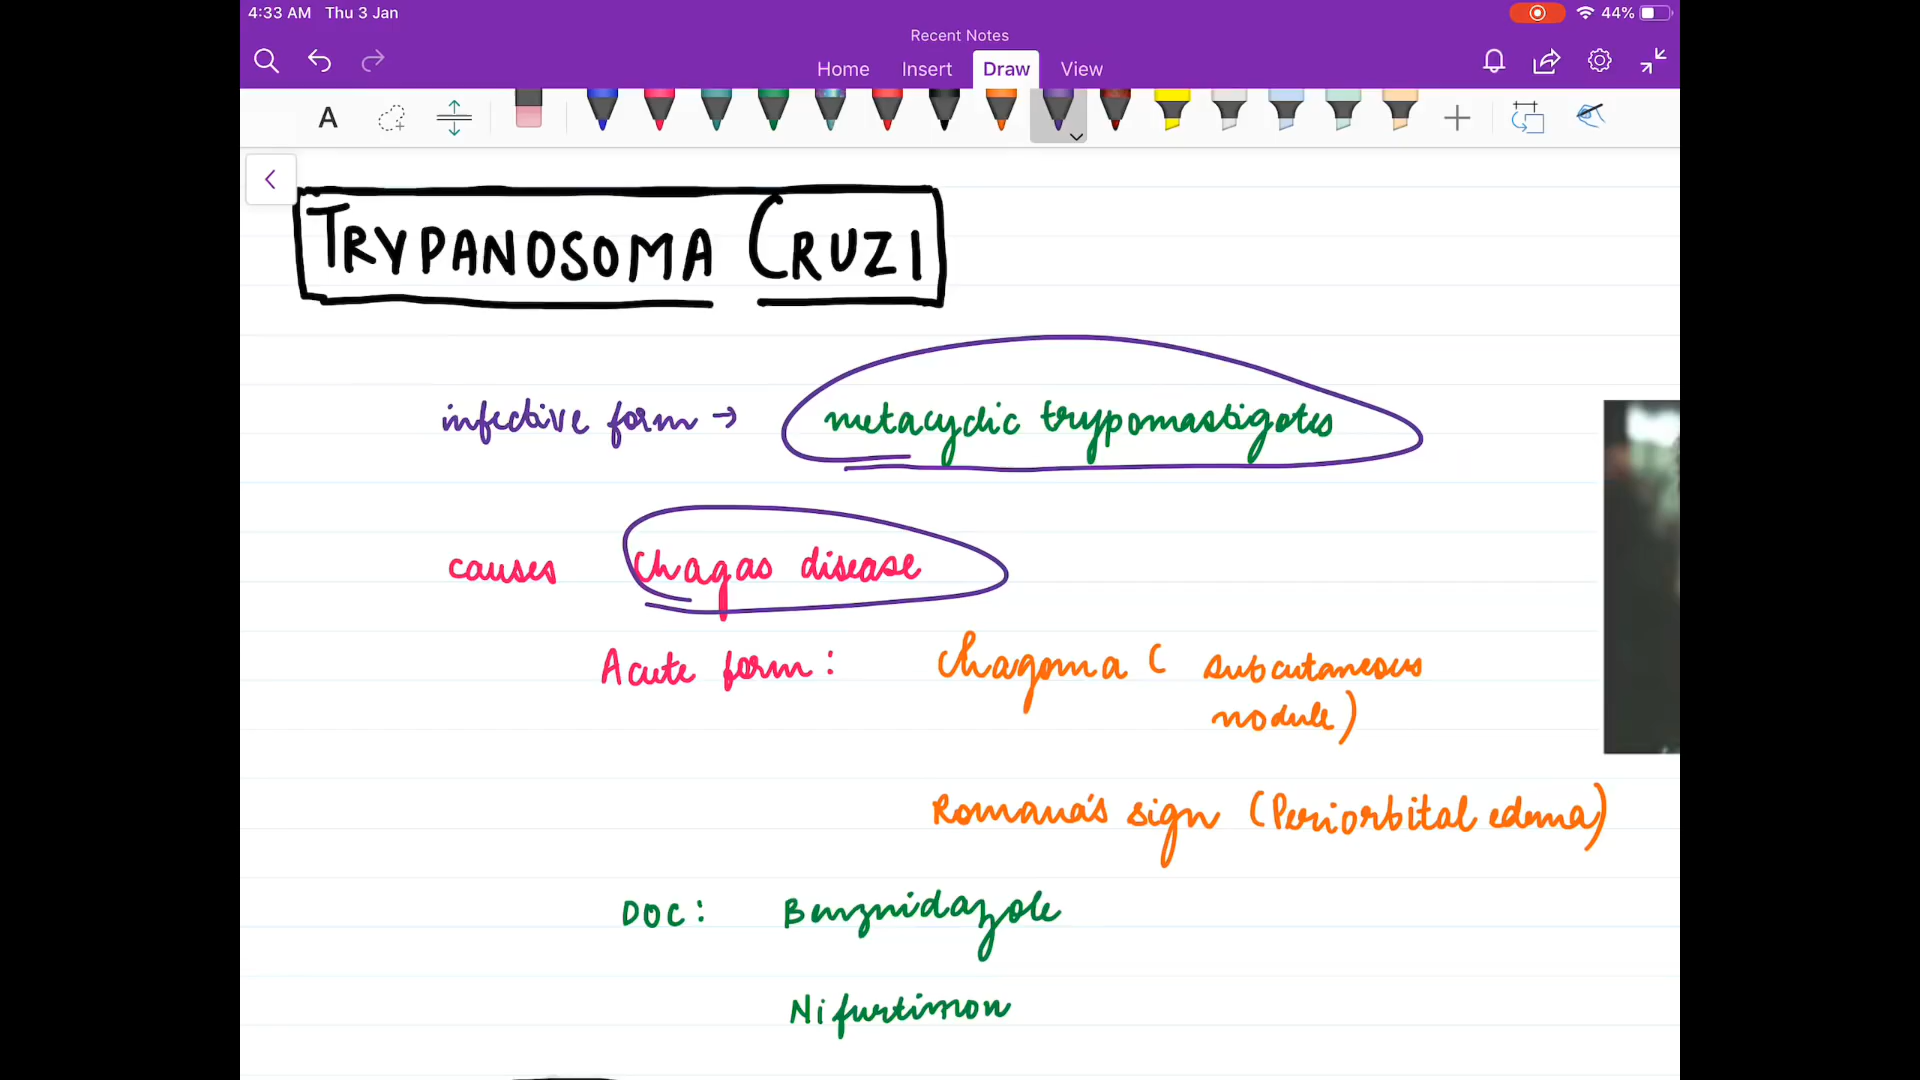 4:33 AM Thu 3 Jan 44%
Recent Notes
Home Insert Draw View
A
TRYPANOSOMA CRUZI
infective form → metacyclic trypomastigotes
causes Chagas disease
Acute form: Chagoma ( subcutaneous
nodule)
Romana's sign (Periorbital edema)
DOC: Benznidazole
Nifurtimox